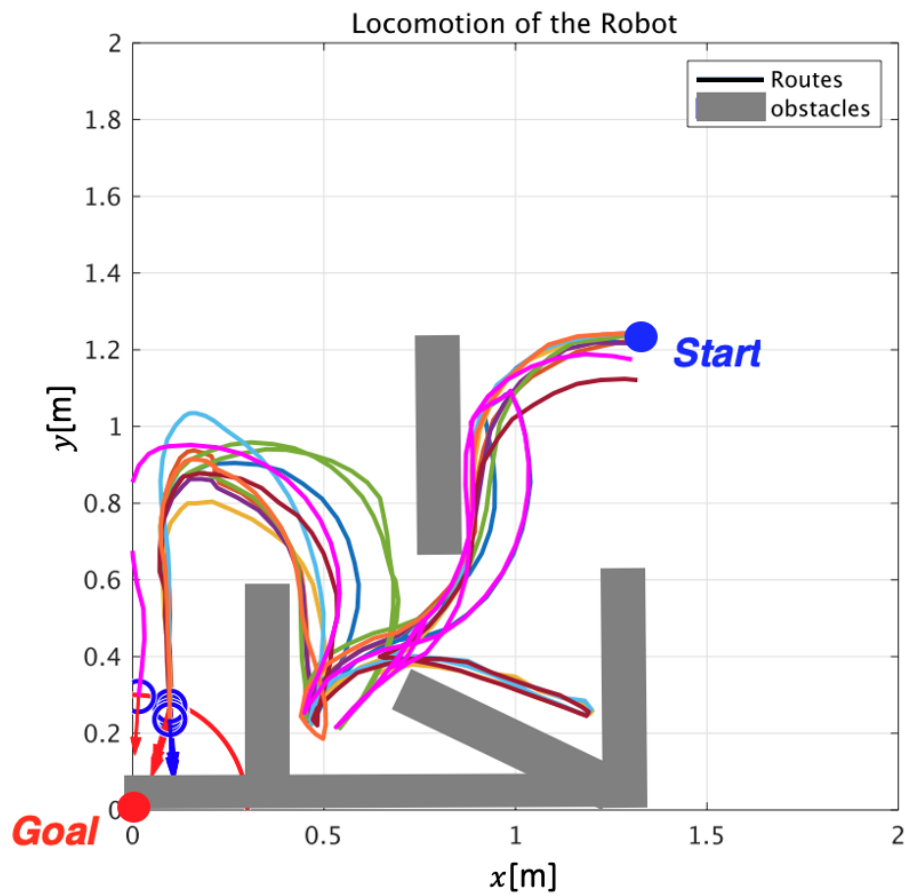 Locomotion of the Robot
Routes
obstacles
Start
Goal
y[m]
x[m]
2
1.8
1.6
1.4
1.2
1
0.8
0.6
0.4
0.2
0
0
0.5
1
1.5
2